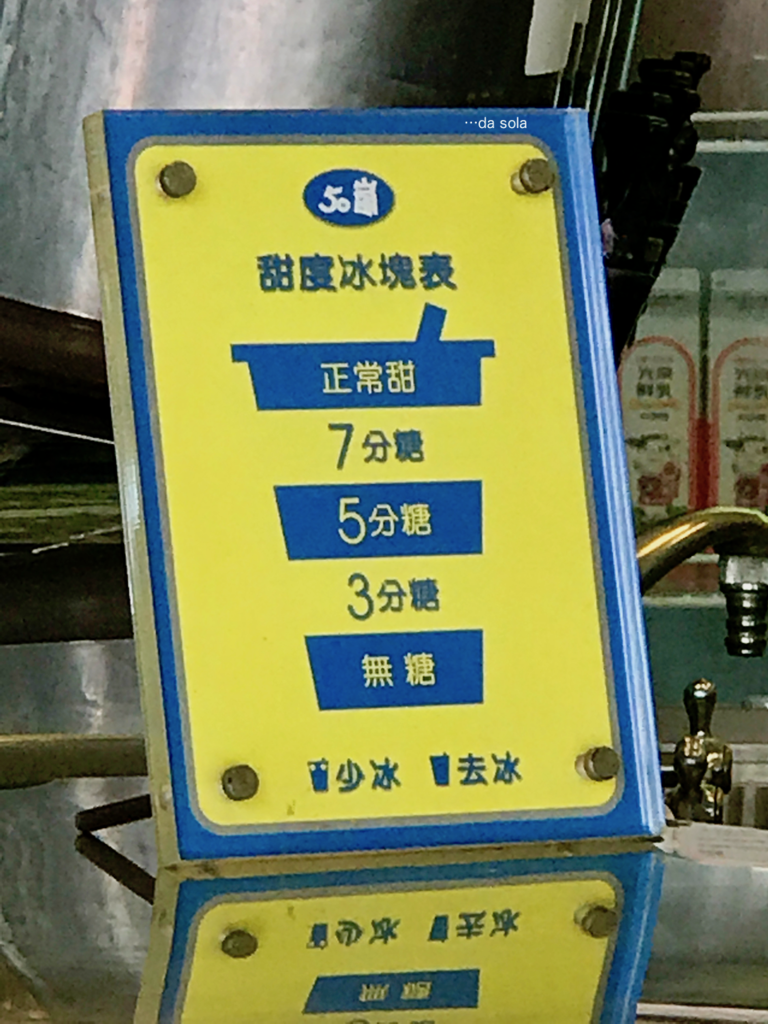 …da sola
50嵐
甜度冰塊表
正常甜
7分糖
5分糖
3分糖
無糖
少冰 去冰